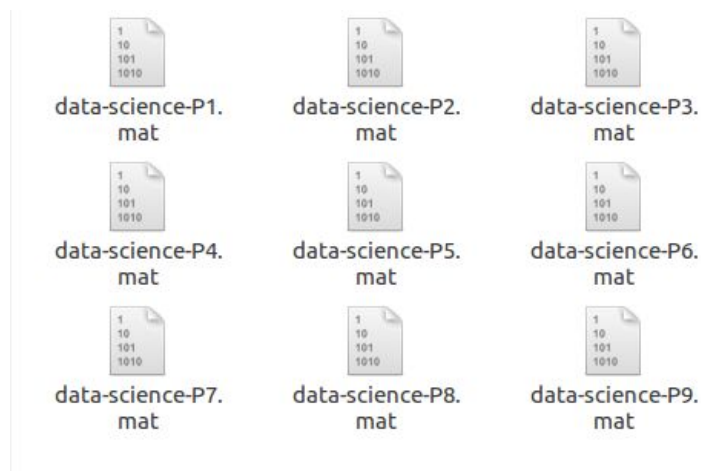 1
10
101
1010
1
10
101
1010
1
10
101
1010
data-science-P1.
mat
data-science-P2.
mat
data-science-P3.
mat
1
10
101
1010
1
10
101
1010
1
10
101
1010
data-science-P4.
mat
data-science-P5.
mat
data-science-P6.
mat
1
10
101
1010
1
10
101
1010
1
10
101
1010
data-science-P7.
mat
data-science-P8.
mat
data-science-P9.
mat